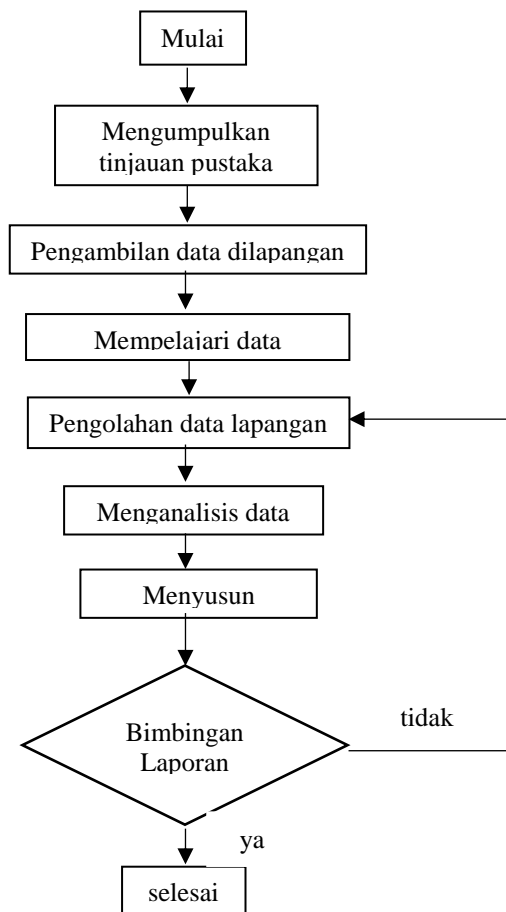 Mulai
Mengumpulkan
tinjauan pustaka
Pengambilan data dilapangan
Mempelajari data
Pengolahan data lapangan
Menganalisis data
Menyusun
Bimbingan
Laporan
tidak
ya
selesai